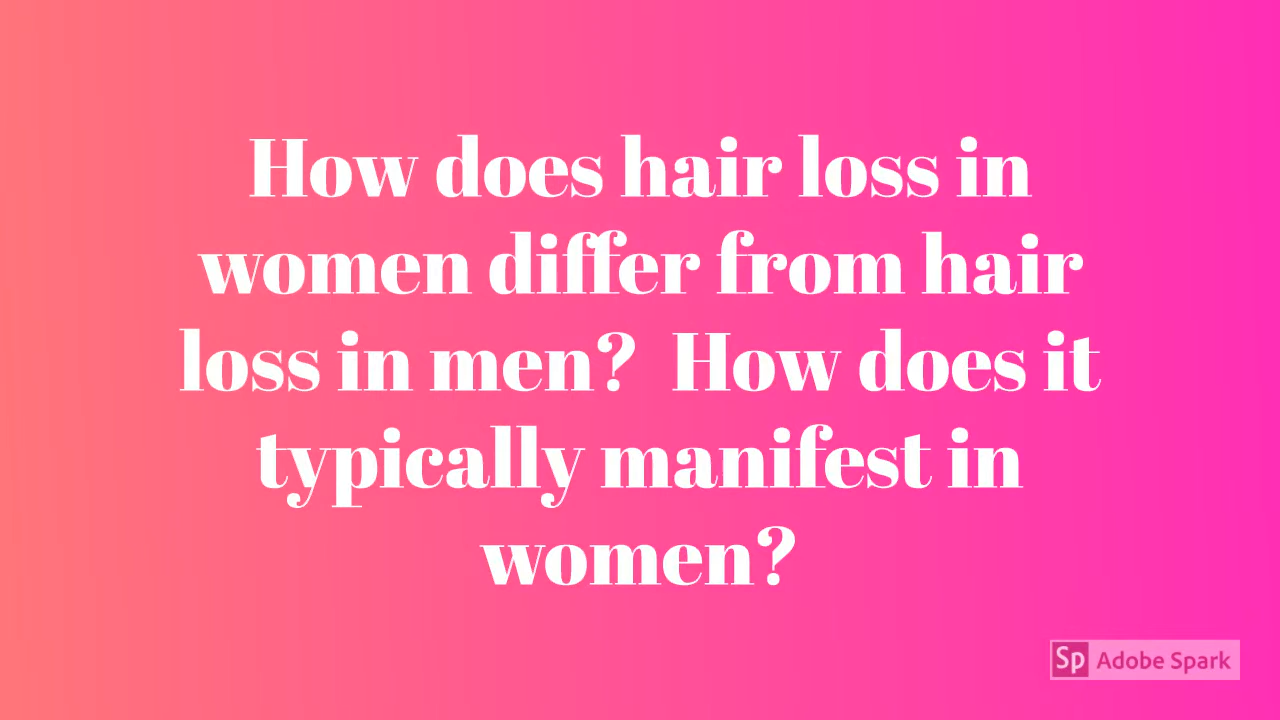 How does hair loss in
women differ from hair
loss in men?  How does it
typically manifest in
women?
Sp Adobe Spark